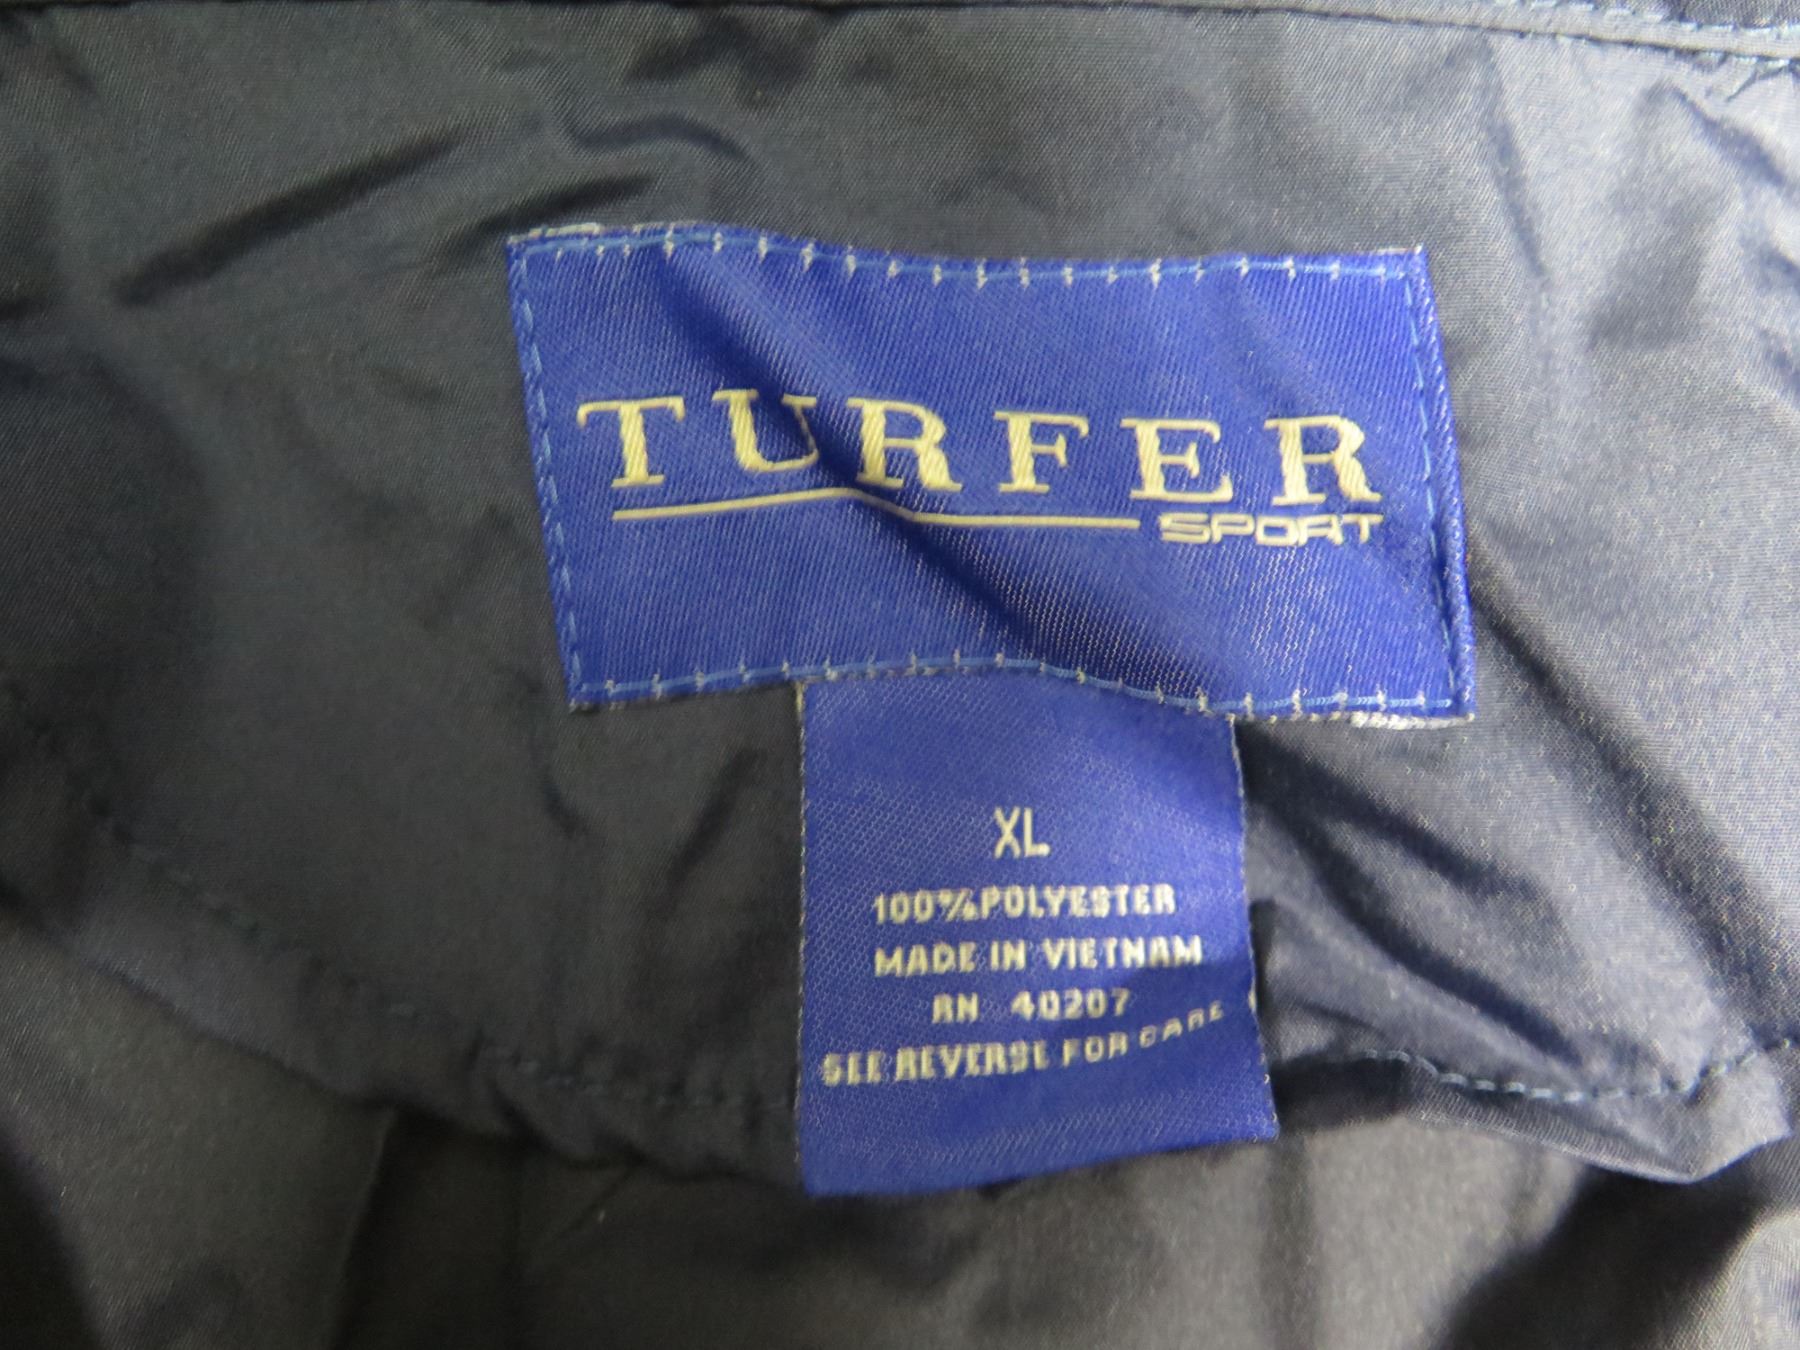 TURFER
SPORT
XL
100% POLYESTER
MADE IN VIETNAM
RN 40207
SEE REVERSE FOR CARE